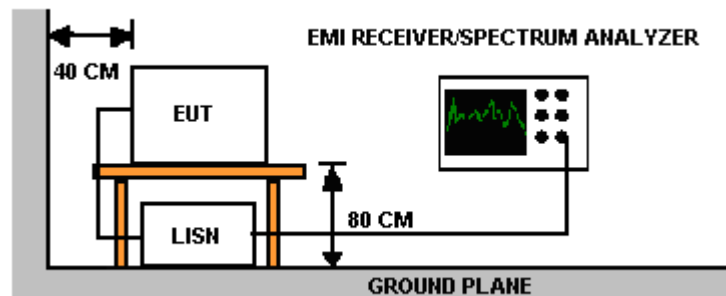 EMI RECEIVER/SPECTRUM ANALYZER
40 CM
EUT
80 CM
LISN
GROUND PLANE